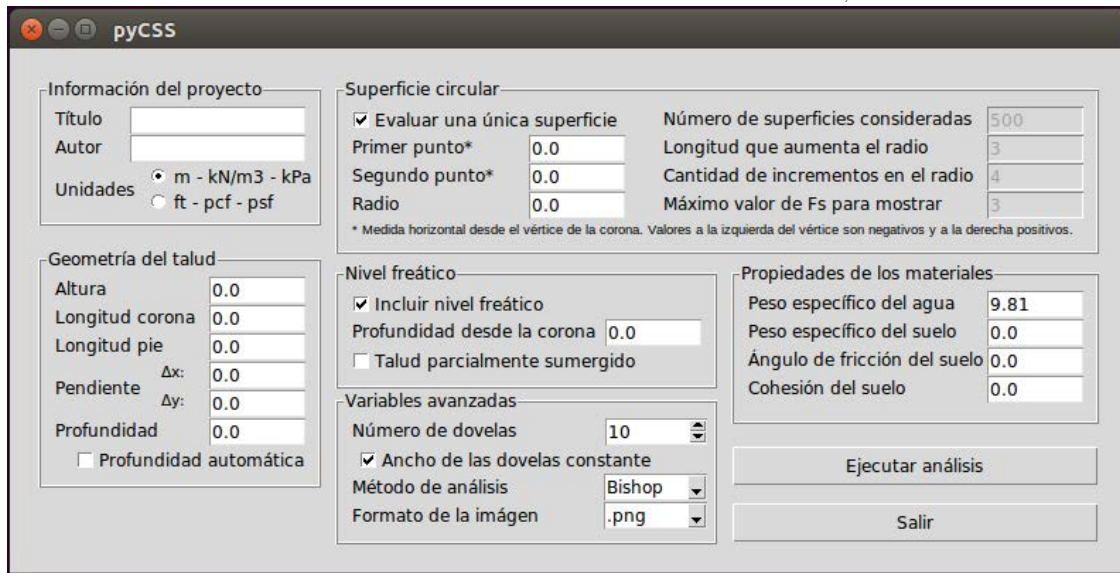 pyCSS
Información del proyecto
Título
Autor
Unidades
m - kN/m3 - kPa
ft - pcf - psf
Superficie circular
Evaluar una única superficie
Primer punto* 0.0
Segundo punto* 0.0
Radio 0.0
Número de superficies consideradas 500
Longitud que aumenta el radio 3
Cantidad de incrementos en el radio 4
Máximo valor de Fs para mostrar 3
* Medida horizontal desde el vértice de la corona. Valores a la izquierda del vértice son negativos y a la derecha positivos.
Geometría del talud
Altura 0.0
Longitud corona 0.0
Longitud pie 0.0
Pendiente
Δx: 0.0
Δy: 0.0
Profundidad 0.0
Profundidad automática
Nivel freático
Incluir nivel freático
Profundidad desde la corona 0.0
Talud parcialmente sumergido
Variables avanzadas
Número de dovelas 10
Ancho de las dovelas constante
Método de análisis Bishop
Formato de la imágen .png
Propiedades de los materiales
Peso específico del agua 9.81
Peso específico del suelo 0.0
Ángulo de fricción del suelo 0.0
Cohesión del suelo 0.0
Ejecutar análisis
Salir